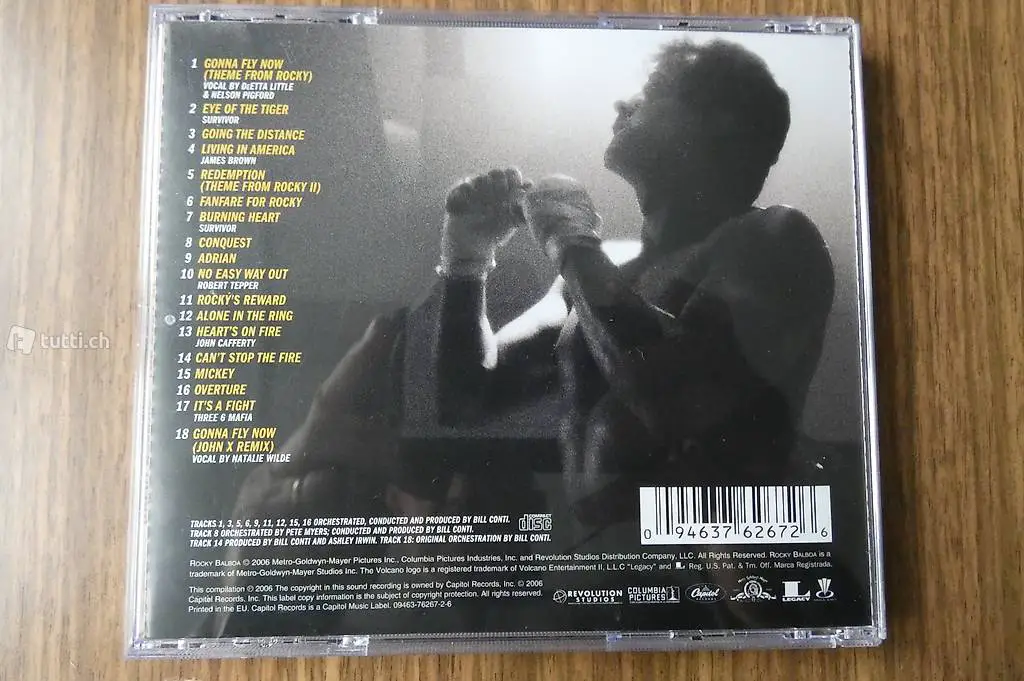 1 GONNA FLY NOW
(THEME FROM ROCKY)
VOCAL BY DeETTA LITTLE
& NELSON PIGFORD
2 EYE OF THE TIGER
SURVIVOR
3 GOING THE DISTANCE
4 LIVING IN AMERICA
JAMES BROWN
5 REDEMPTION
(THEME FROM ROCKY II)
6 FANFARE FOR ROCKY
7 BURNING HEART
SURVIVOR
8 CONQUEST
9 ADRIAN
10 NO EASY WAY OUT
ROBERT TEPPER
11 ROCKY'S REWARD
12 ALONE IN THE RING
13 HEART'S ON FIRE
JOHN CAFFERTY
14 CAN'T STOP THE FIRE
15 MICKEY
16 OVERTURE
17 IT'S A FIGHT
THREE 6 MAFIA
18 GONNA FLY NOW
(JOHN X REMIX)
VOCAL BY NATALIE WILDE
tutti.ch
TRACKS 1, 3, 5, 6, 9, 11, 12, 15, 16 ORCHESTRATED, CONDUCTED AND PRODUCED BY BILL CONTI.
TRACK 8 ORCHESTRATED BY PETE MYERS; CONDUCTED AND PRODUCED BY BILL CONTI.
TRACK 14 PRODUCED BY BILL CONTI AND ASHLEY IRWIN. TRACK 18: ORIGINAL ORCHESTRATION BY BILL CONTI.
COMPACT
disc
0 94637 62672 6
ROCKY BALBOA © 2006 Metro-Goldwyn-Mayer Pictures Inc., Columbia Pictures Industries, Inc. and Revolution Studios Distribution Company, LLC. All Rights Reserved. ROCKY BALBOA is a
trademark of Metro-Goldwyn-Mayer Studios Inc. The Volcano logo is a registered trademark of Volcano Entertainment II, L.L.C "Legacy" and L Reg. U.S. Pat. & Tm. Off. Marca Registrada.
This compilation ℗ 2006 The copyright in this sound recording is owned by Capitol Records, Inc. © 2006
Capitol Records, Inc. This label copy information is the subject of copyright protection. All rights reserved.
Printed in the EU. Capitol Records is a Capitol Music Label. 09463-76267-2-6
REVOLUTION
STUDIOS
COLUMBIA
PICTURES
Capitol
L
LEGACY